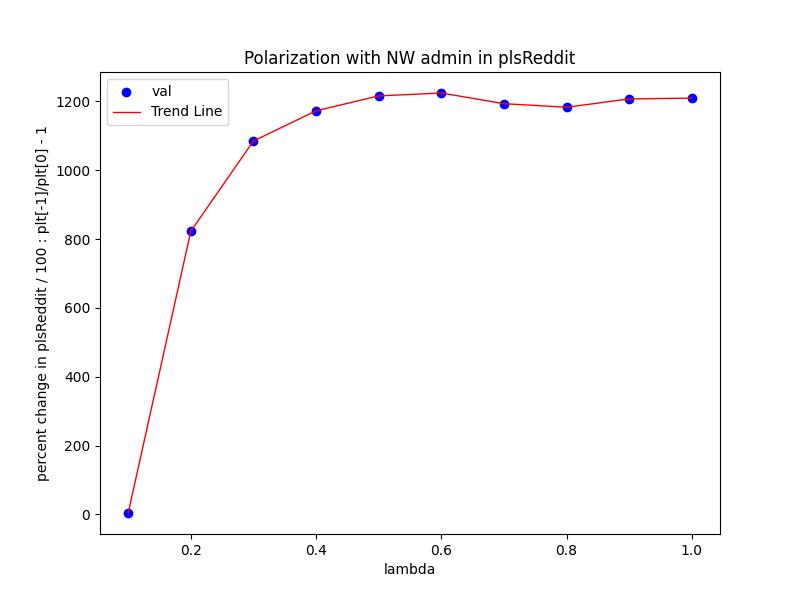 Polarization with NW admin in plsReddit
val
Trend Line
percent change in plsReddit / 100 : plt[-1]/plt[0] - 1
1200
1000
800
600
400
200
0
0.2 0.4 0.6 0.8 1.0
lambda